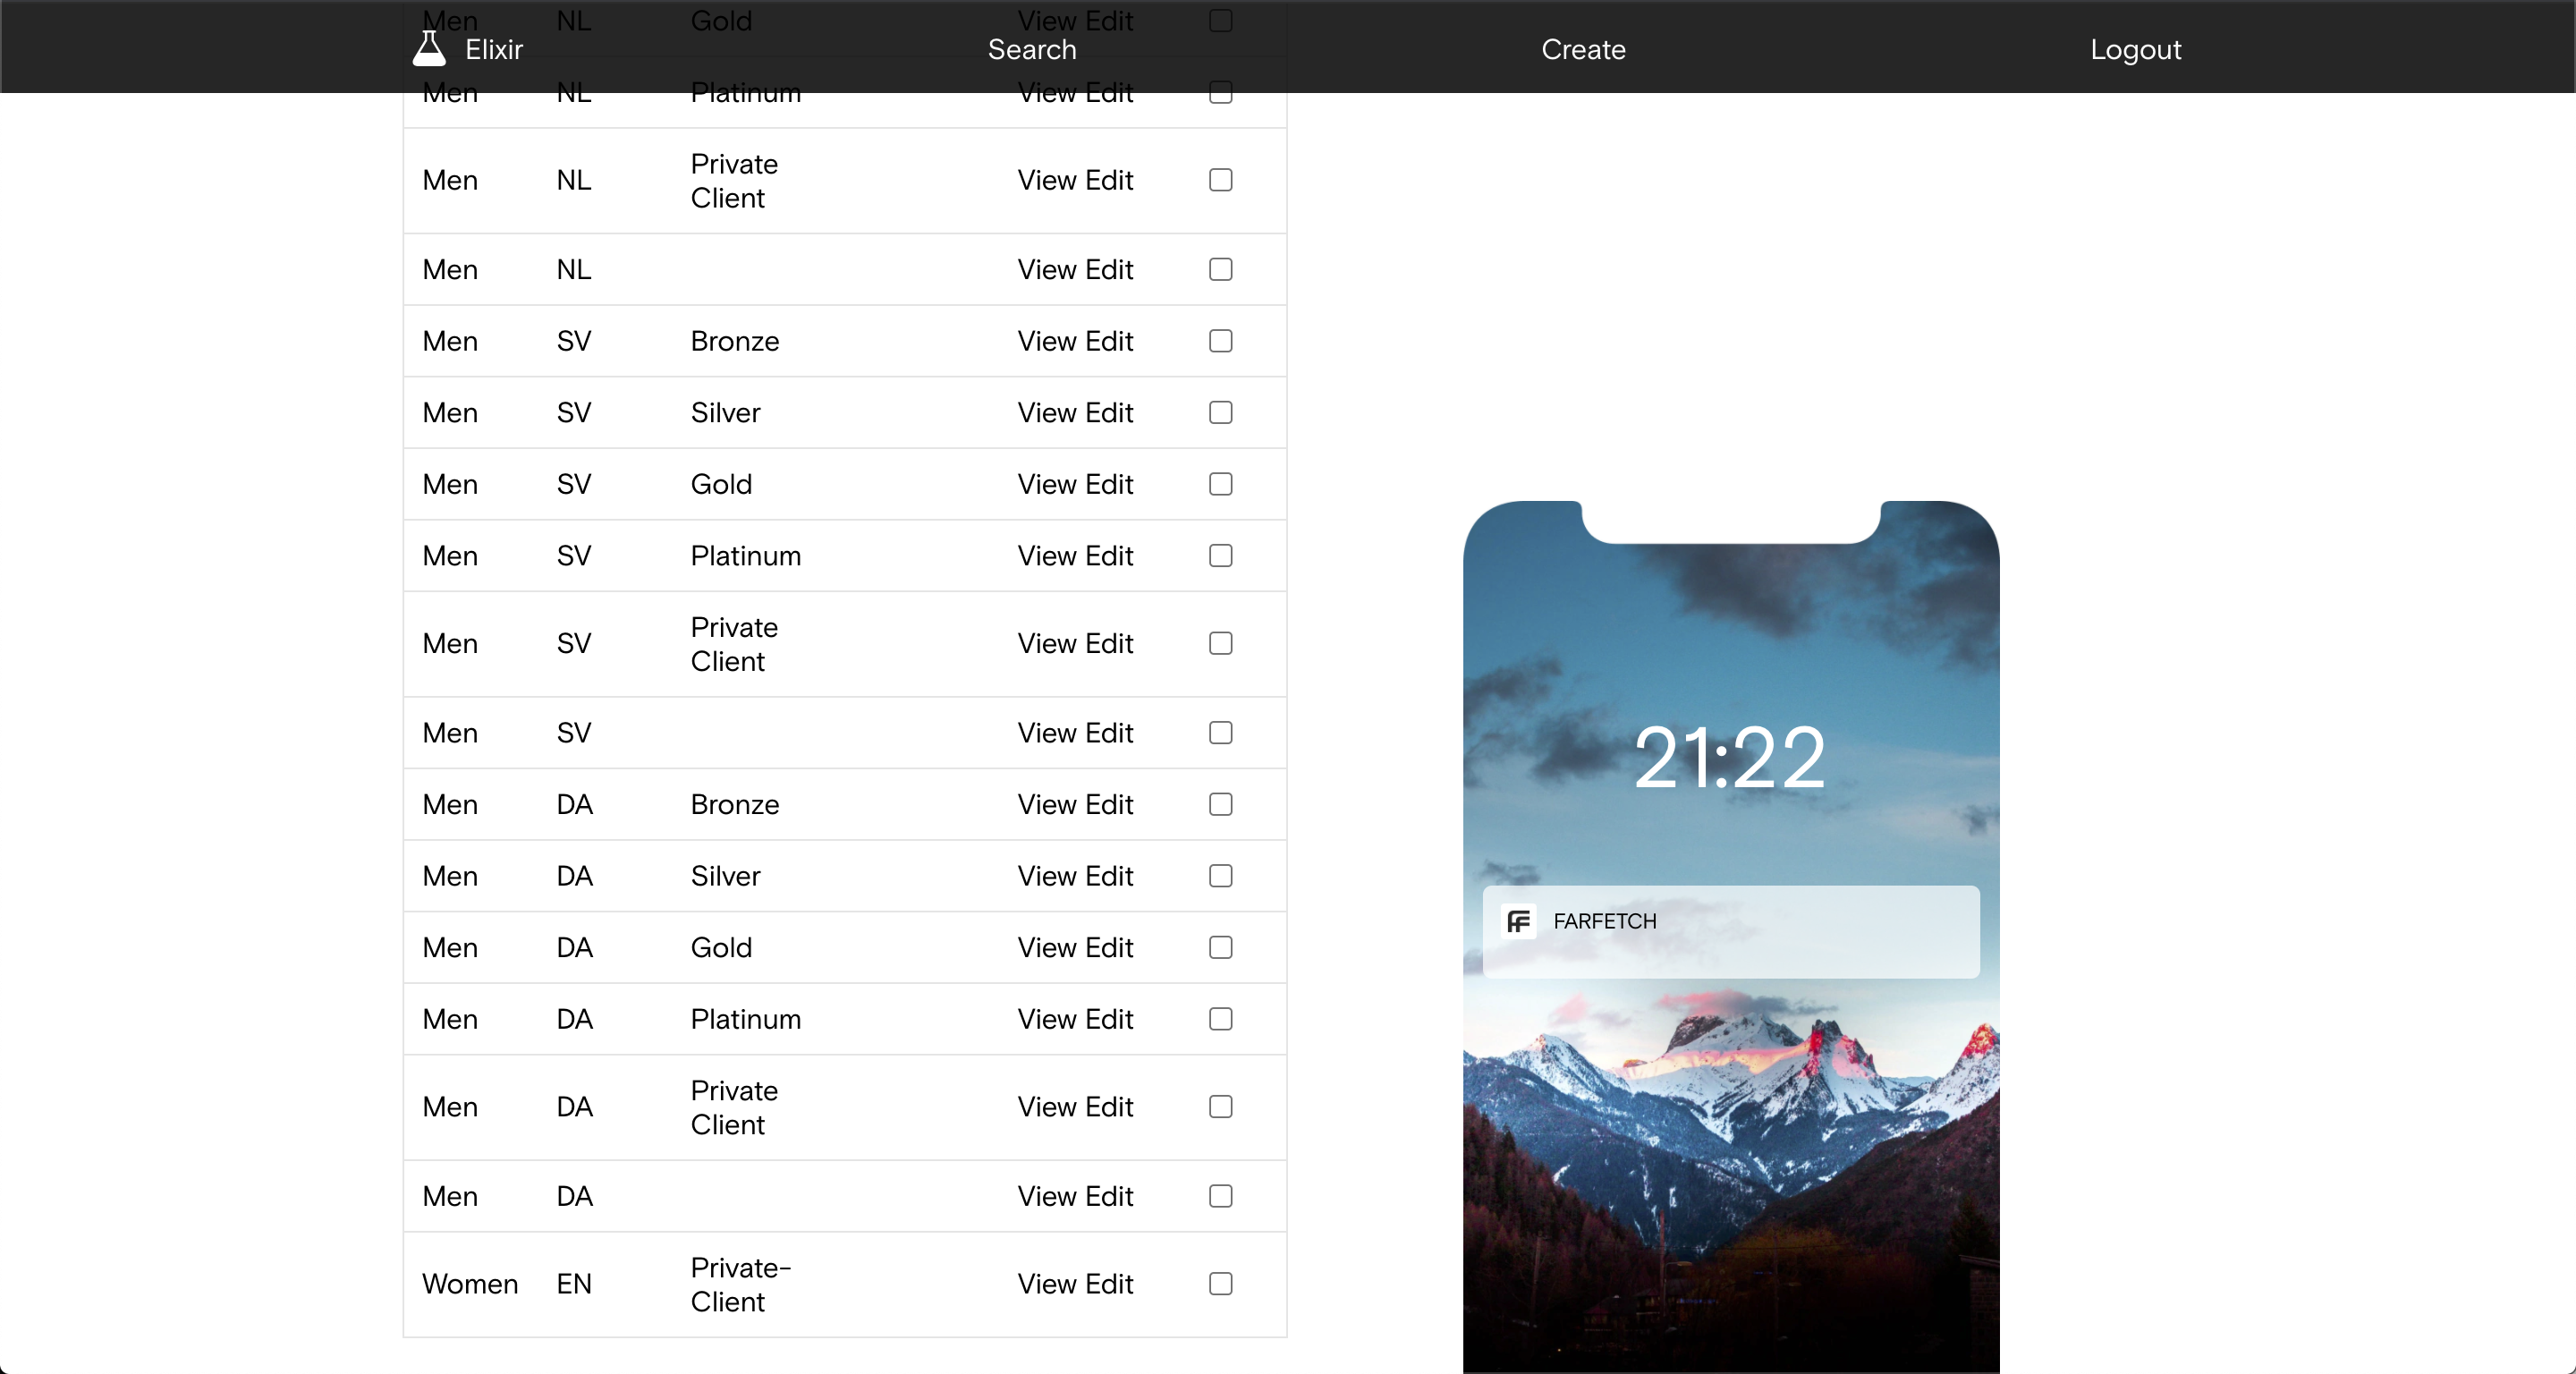 Men NL Gold
Elixir Search Create Logout
Men NL Platinum View Edit
Men NL Private Client View Edit
Men NL View Edit
Men SV Bronze View Edit
Men SV Silver View Edit
Men SV Gold View Edit
Men SV Platinum View Edit
Men SV Private Client View Edit
Men SV View Edit
Men DA Bronze View Edit
Men DA Silver View Edit
Men DA Gold View Edit
Men DA Platinum View Edit
Men DA Private Client View Edit
Men DA View Edit
Women EN Private-Client View Edit
21:22
FARFETCH